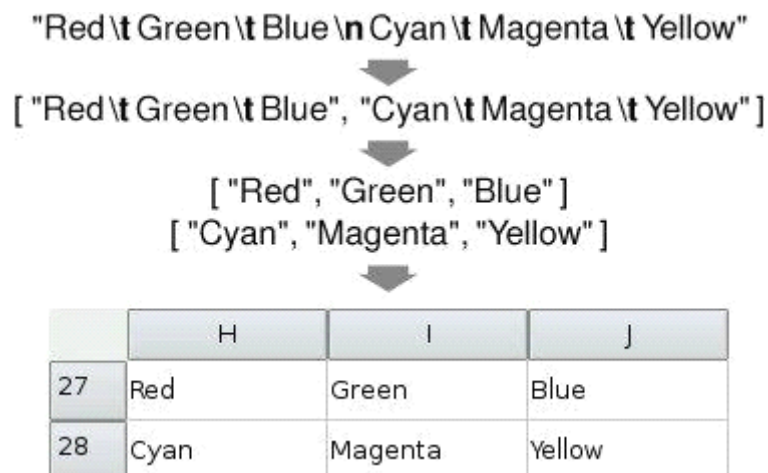 "Red\t Green\t Blue\n Cyan\t Magenta\t Yellow"
[ "Red\t Green\t Blue", "Cyan\t Magenta\t Yellow" ]
[ "Red", "Green", "Blue" ]
[ "Cyan", "Magenta", "Yellow" ]
H I J
27 Red Green Blue
28 Cyan Magenta Yellow